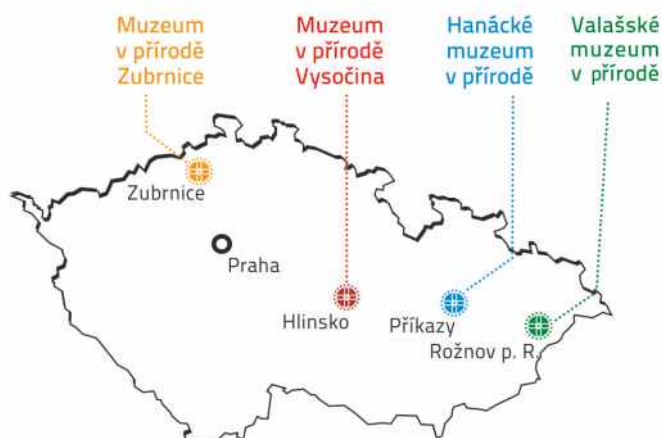 Muzeum
v přírodě
Zubrnice
Muzeum
v přírodě
Vysočina
Hanácké
muzeum
v přírodě
Valašské
muzeum
v přírodě
Zubrnice
Praha
Hlinsko
Příkazy
Rožnov p. R.